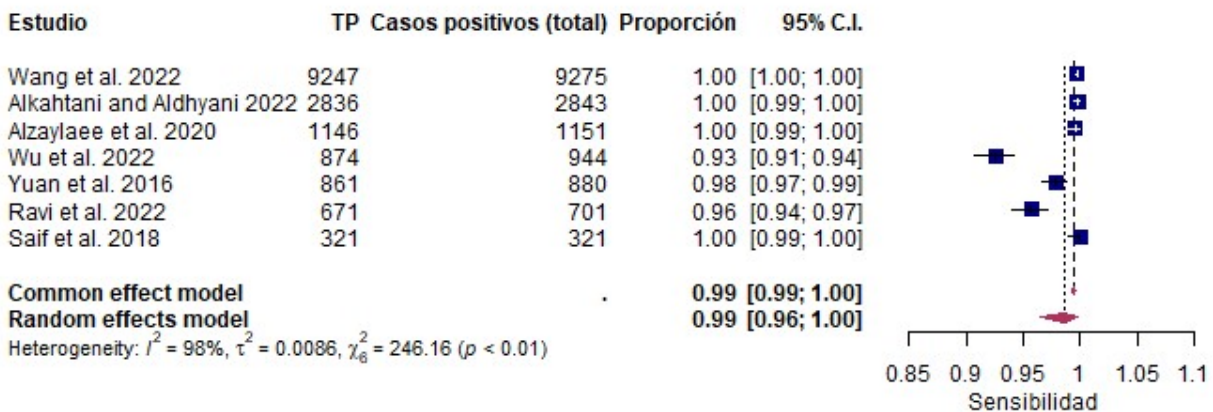 Estudio TP Casos positivos (total) Proporción 95% C.I.
Wang et al. 2022 9247 9275 1.00 [1.00; 1.00]
Alkahtani and Aldhyani 2022 2836 2843 1.00 [0.99; 1.00]
Alzaylaee et al. 2020 1146 1151 1.00 [0.99; 1.00]
Wu et al. 2022 874 944 0.93 [0.91; 0.94]
Yuan et al. 2016 861 880 0.98 [0.97; 0.99]
Ravi et al. 2022 671 701 0.96 [0.94; 0.97]
Saif et al. 2018 321 321 1.00 [0.99; 1.00]
Common effect model . 0.99 [0.99; 1.00]
Random effects model 0.99 [0.96; 1.00]
Heterogeneity: I² = 98%, τ² = 0.0086, χ²₆ = 246.16 (p < 0.01)
0.85 0.9 0.95 1 1.05 1.1
Sensibilidad